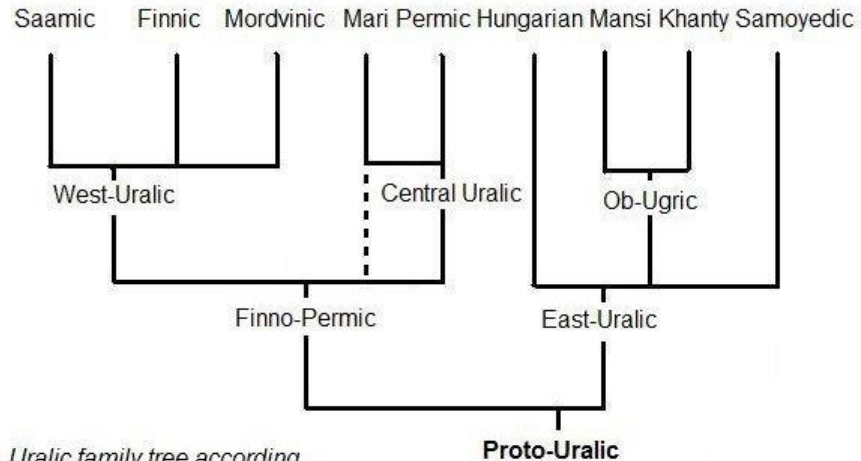 Saamic Finnic Mordvinic Mari Permic Hungarian Mansi Khanty Samoyedic
West-Uralic Central Uralic Ob-Ugric
Finno-Permic East-Uralic
Proto-Uralic
Uralic family tree according